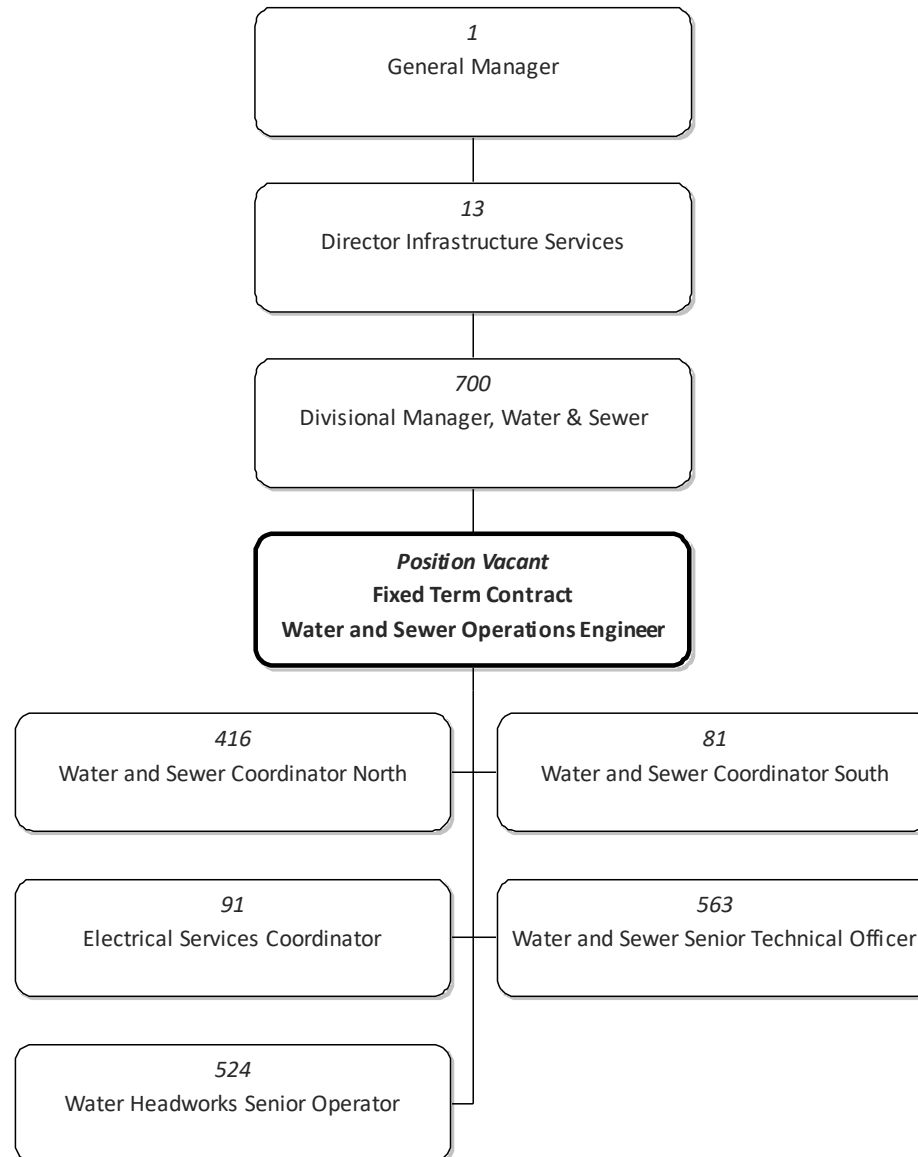 1
General Manager
13
Director Infrastructure Services
700
Divisional Manager, Water & Sewer
Position Vacant
Fixed Term Contract
Water and Sewer Operations Engineer
416
Water and Sewer Coordinator North
81
Water and Sewer Coordinator South
91
Electrical Services Coordinator
563
Water and Sewer Senior Technical Officer
524
Water Headworks Senior Operator